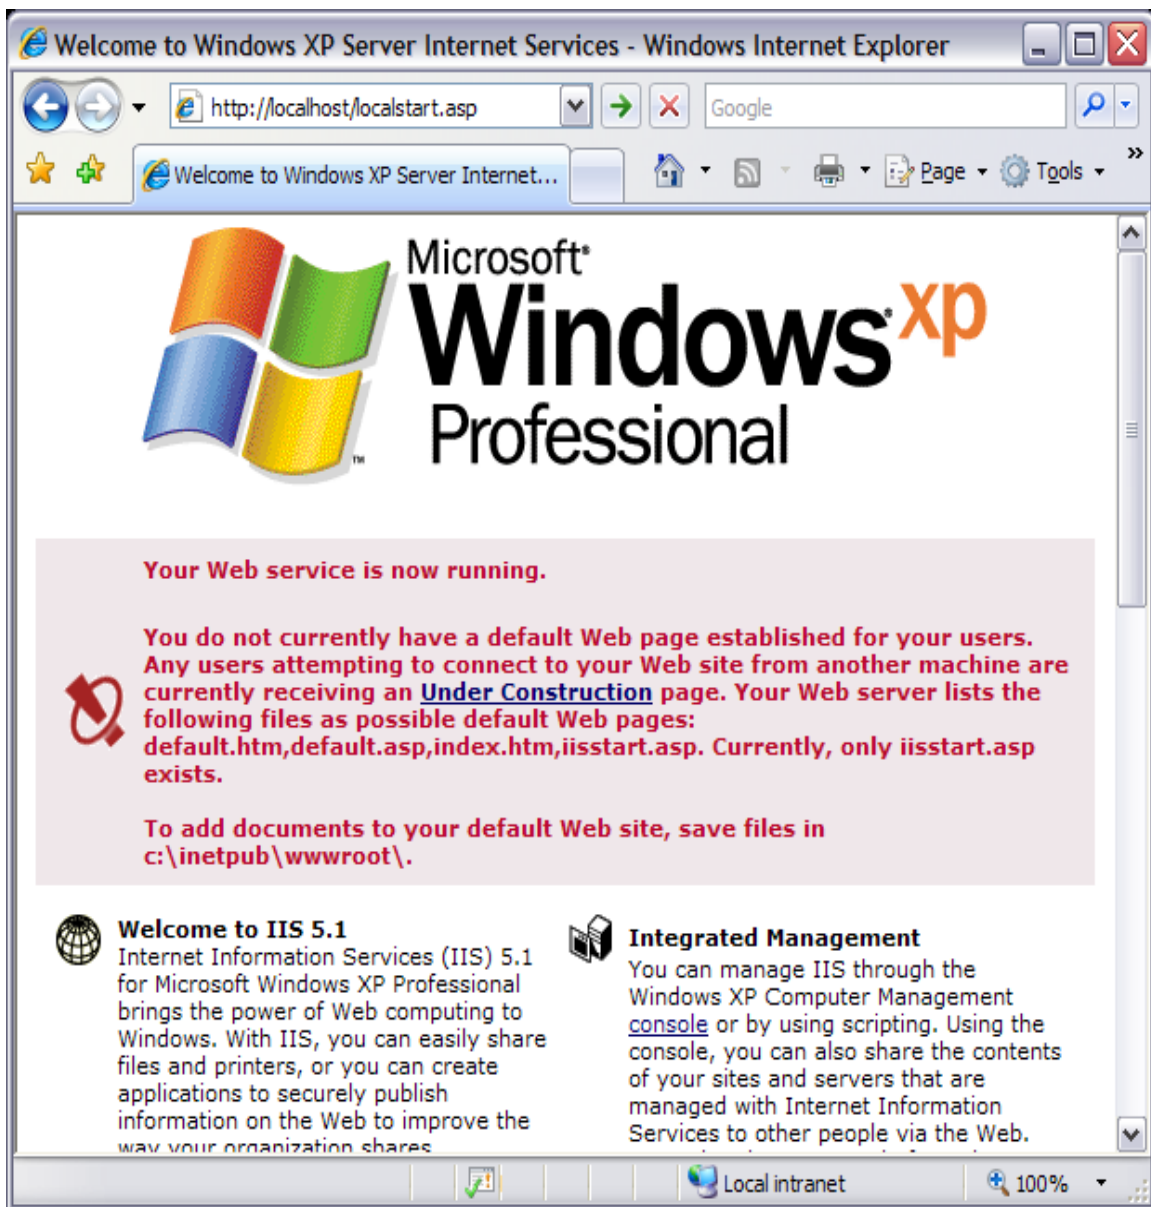 Welcome to Windows XP Server Internet Services - Windows Internet Explorer
http://localhost/localstart.asp
Google
Welcome to Windows XP Server Internet...
Page
Tools
»
Microsoft®
Windows® xp
Professional
TM
Your Web service is now running.
You do not currently have a default Web page established for your users.
Any users attempting to connect to your Web site from another machine are
currently receiving an Under Construction page. Your Web server lists the
following files as possible default Web pages:
default.htm,default.asp,index.htm,iisstart.asp. Currently, only iisstart.asp
exists.
To add documents to your default Web site, save files in
c:\inetpub\wwwroot\.
Welcome to IIS 5.1
Internet Information Services (IIS) 5.1
for Microsoft Windows XP Professional
brings the power of Web computing to
Windows. With IIS, you can easily share
files and printers, or you can create
applications to securely publish
information on the Web to improve the
way your organization shares
Integrated Management
You can manage IIS through the
Windows XP Computer Management
console or by using scripting. Using the
console, you can also share the contents
of your sites and servers that are
managed with Internet Information
Services to other people via the Web.
Local intranet
100%